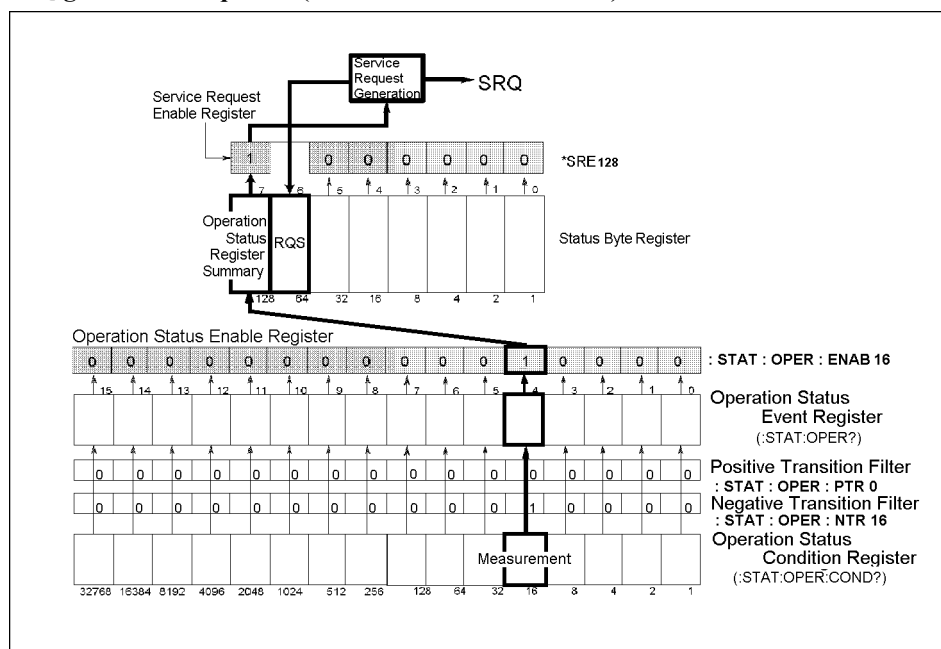 Service
Request
Generation
SRQ
Service Request
Enable Register
1 0 0 0 0 0 0
*SRE128
7 6 5 4 3 2 1 0
Operation
Status
Register
Summary
RQS
Status Byte Register
128 64 32 16 8 4 2 1
Operation Status Enable Register
0 0 0 0 0 0 0 0 0 0 0 1 0 0 0 0
: STAT : OPER : ENAB 16
15 14 13 12 11 10 9 8 7 6 5 4 3 2 1 0
Operation Status
Event Register
(:STAT:OPER?)
0 0 0 0 0 0 0 0 0 0 0 0 0 0 0 0
Positive Transition Filter
: STAT : OPER : PTR 0
0 0 0 0 0 0 0 0 0 0 0 1 0 0 0 0
Negative Transition Filter
: STAT : OPER : NTR 16
Measurement
Operation Status
Condition Register
(:STAT:OPER:COND?)
32768 16384 8192 4096 2048 1024 512 256 128 64 32 16 8 4 2 1